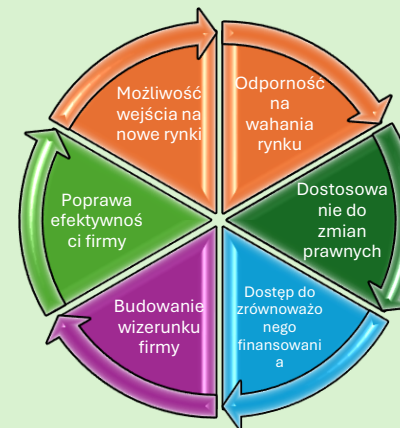 Możliwość
wejścia na
nowe rynki
Odporność
na
wahania
rynku
Dostosowa
nie do
zmian
prawnych
Dostęp do
zrównoważo
nego
finansowani
a
Budowanie
wizerunku
firmy
Poprawa
efektywnoś
ci firmy